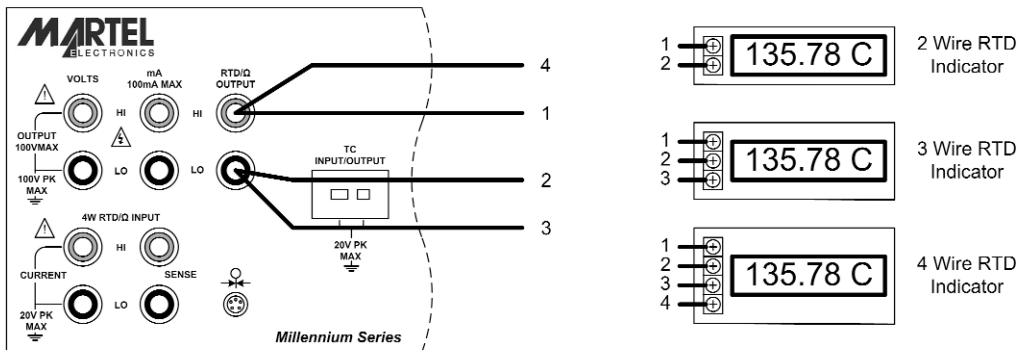 MARTEL
ELECTRONICS
VOLTS
mA
100mA MAX
RTD/Ω
OUTPUT
HI
HI
OUTPUT
100VMAX
100V PK
MAX
LO
LO
4W RTD/Ω INPUT
HI
CURRENT
SENSE
LO
20V PK
MAX
TC
INPUT/OUTPUT
20V PK
MAX
Millennium Series
4
1
2
3
1
2
135.78 C
2 Wire RTD
Indicator
1
2
3
135.78 C
3 Wire RTD
Indicator
1
2
3
4
135.78 C
4 Wire RTD
Indicator